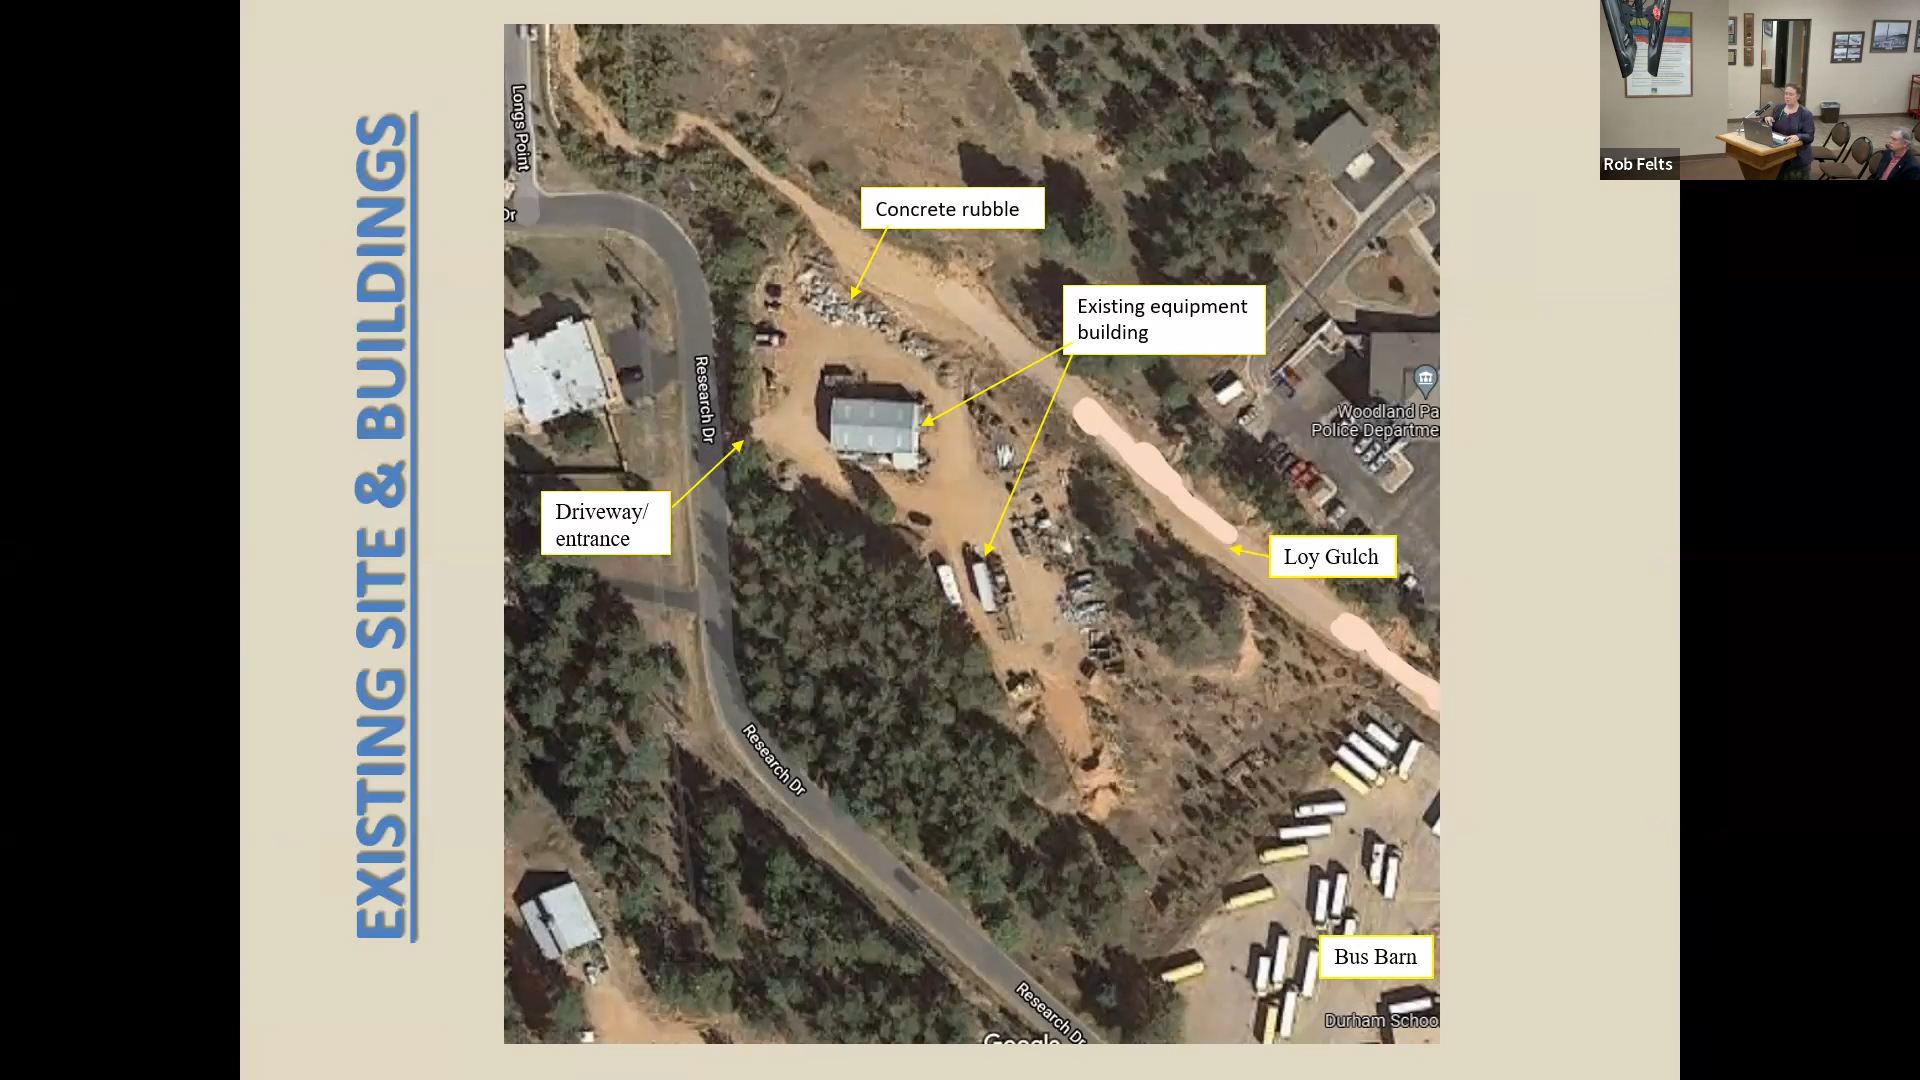 EXISTING SITE & BUILDINGS
Longs Point
Dr
Concrete rubble
Existing equipment
building
Research Dr
Woodland Pa
Police Departme
Driveway/
entrance
Loy Gulch
Research Dr
Bus Barn
Research Dr
Durham Schoo
Google
Rob Felts